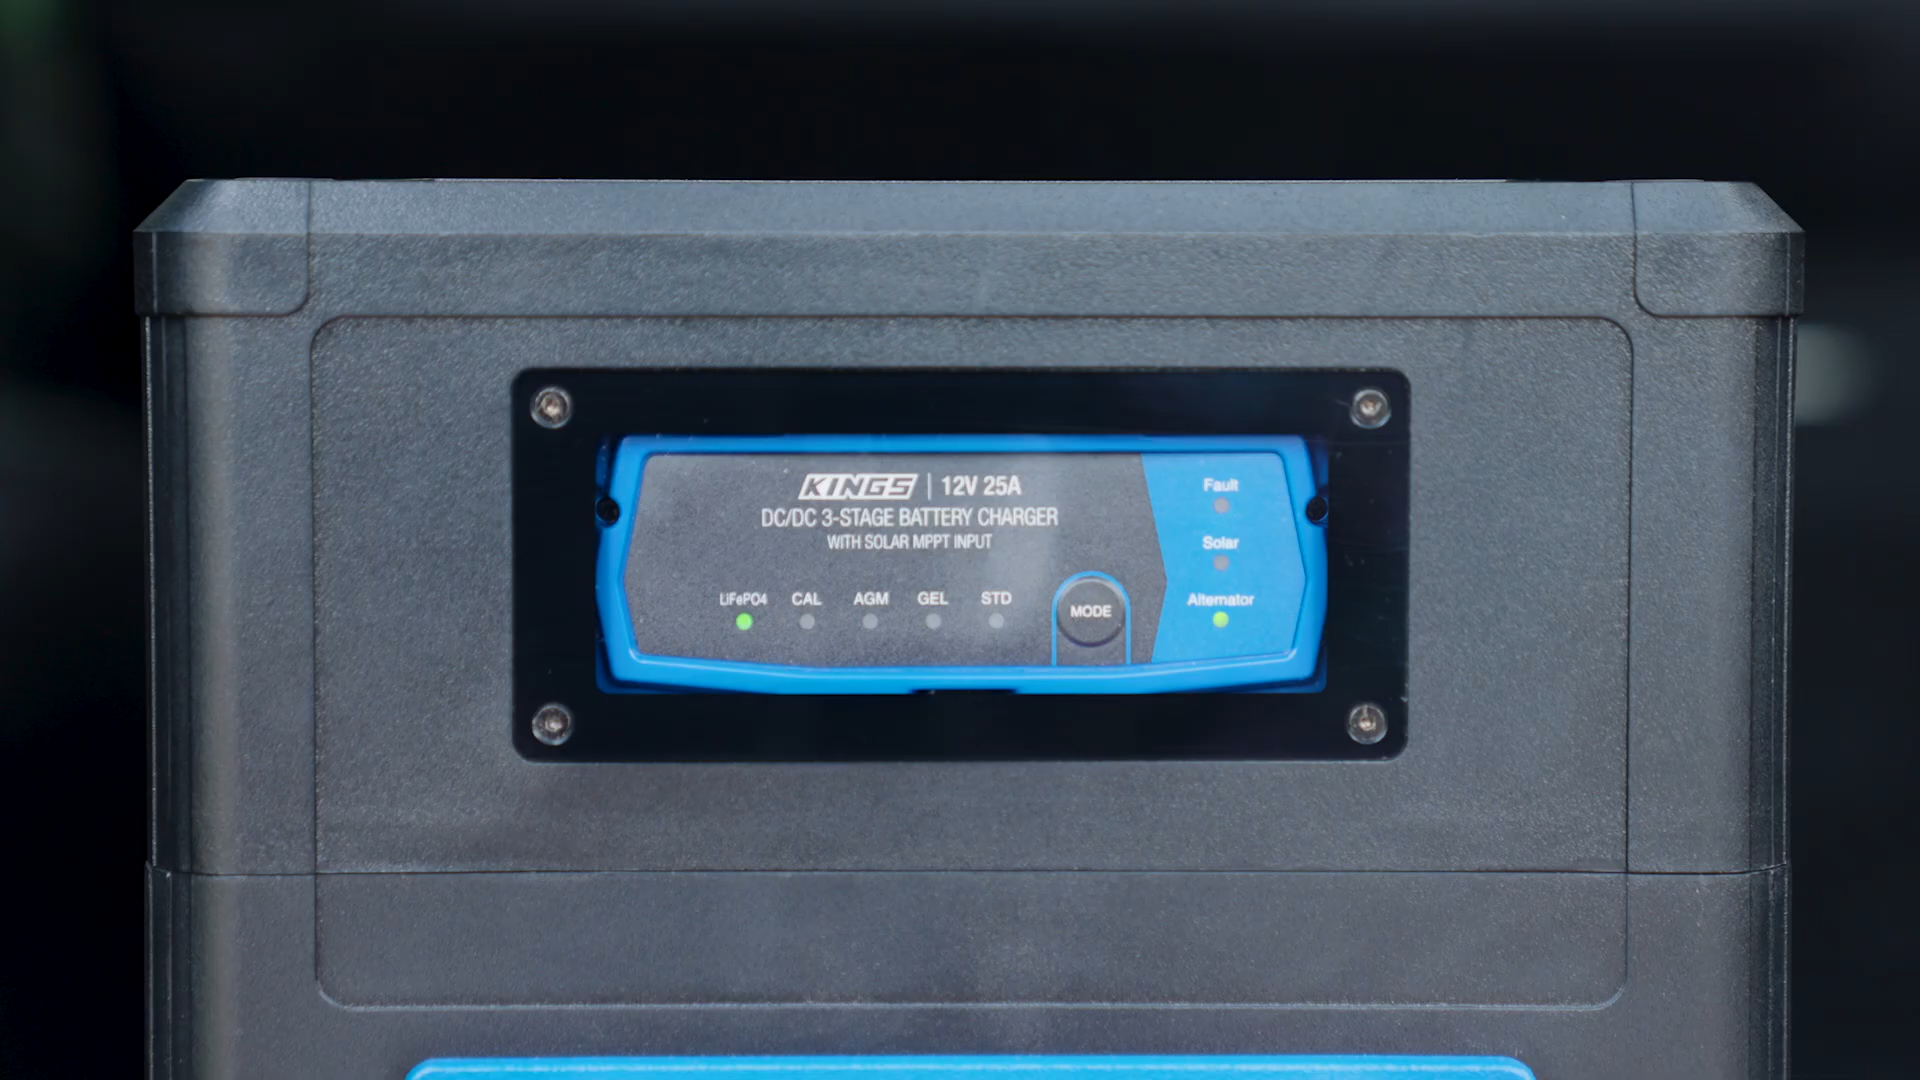 KINGS | 12V 25A
DC/DC 3-STAGE BATTERY CHARGER
WITH SOLAR MPPT INPUT
LiFePO4 CAL AGM GEL STD
MODE
Fault
Solar
Alternator